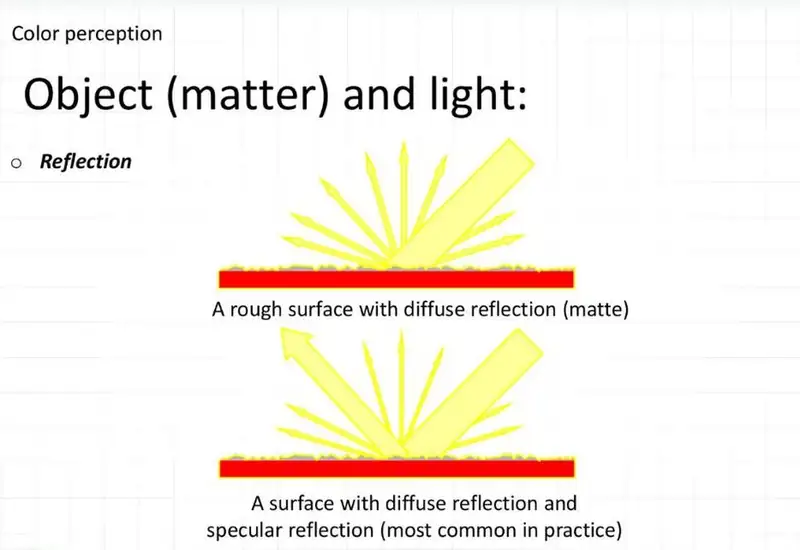 Color perception
Object (matter) and light:
○ Reflection
A rough surface with diffuse reflection (matte)
A surface with diffuse reflection and
specular reflection (most common in practice)